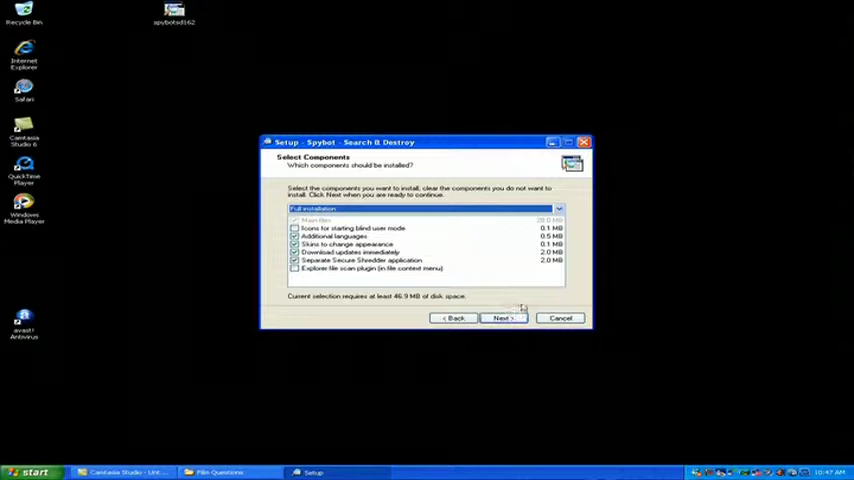 Recycle Bin
spybotsd162
Internet
Explorer
Safari
Camtasia
Studio 6
QuickTime
Player
Windows
Media Player
avast!
Antivirus
Setup - Spybot - Search & Destroy
Select Components
Which components should be installed?
Select the components you want to install, clear the components you do not want to
install. Click Next when you are ready to continue.
Full installation
Main files 28.0 MB
Icons for starting blind user mode 0.1 MB
Additional languages 0.5 MB
Skins to change appearance 0.1 MB
Download updates immediately 2.0 MB
Separate Secure Shredder application 2.0 MB
Explorer file scan plugin (in file context menu)
Current selection requires at least 46.9 MB of disk space.
< Back Next > Cancel
start Camtasia Studio - Unt... Film Questions Setup 10:47 AM